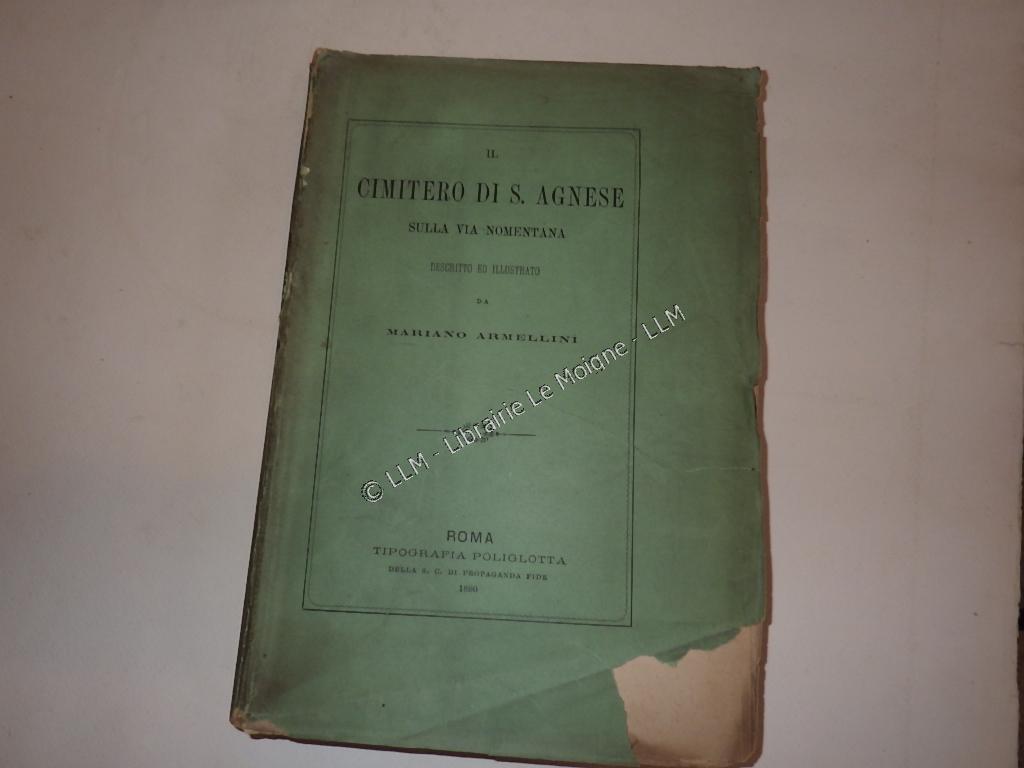 IL
CIMITERO DI S. AGNESE
SULLA VIA NOMENTANA
DESCRITTO ED ILLUSTRATO
DA
MARIANO ARMELLINI
© LLM - Librairie Le Moigne - LLM
ROMA
TIPOGRAFIA POLIGLOTTA
DELLA S. C. DI PROPAGANDA FIDE
1880